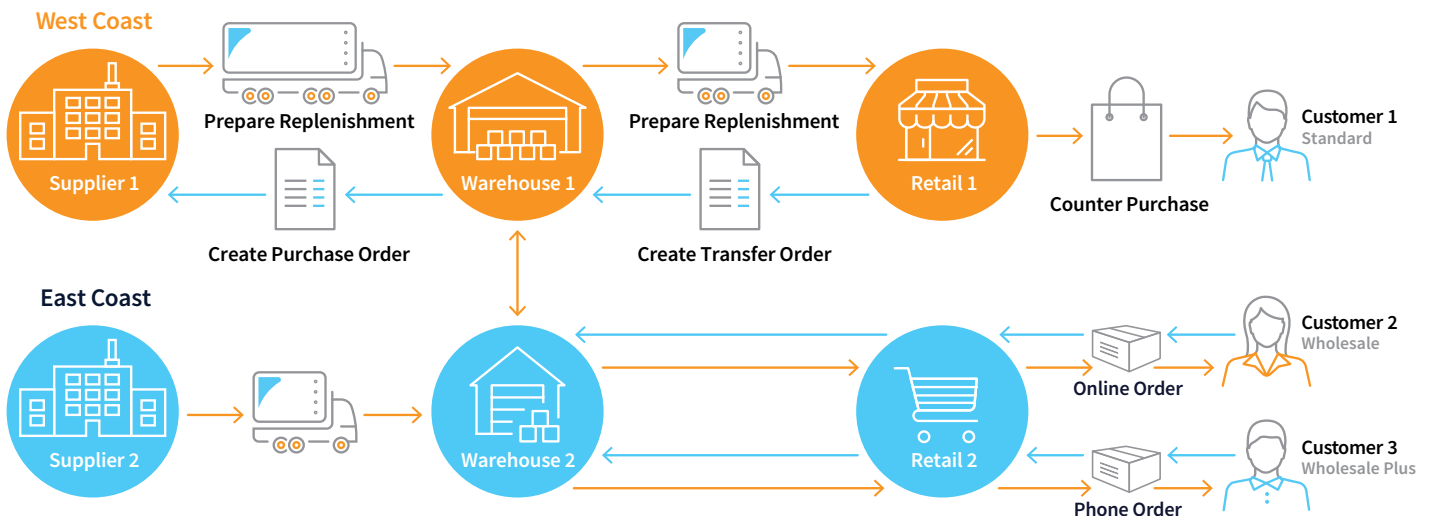 West Coast
Prepare Replenishment
Prepare Replenishment
Supplier 1
Warehouse 1
Retail 1
Customer 1
Standard
Counter Purchase
Create Purchase Order
Create Transfer Order
East Coast
Customer 2
Wholesale
Online Order
Supplier 2
Warehouse 2
Retail 2
Customer 3
Wholesale Plus
Phone Order